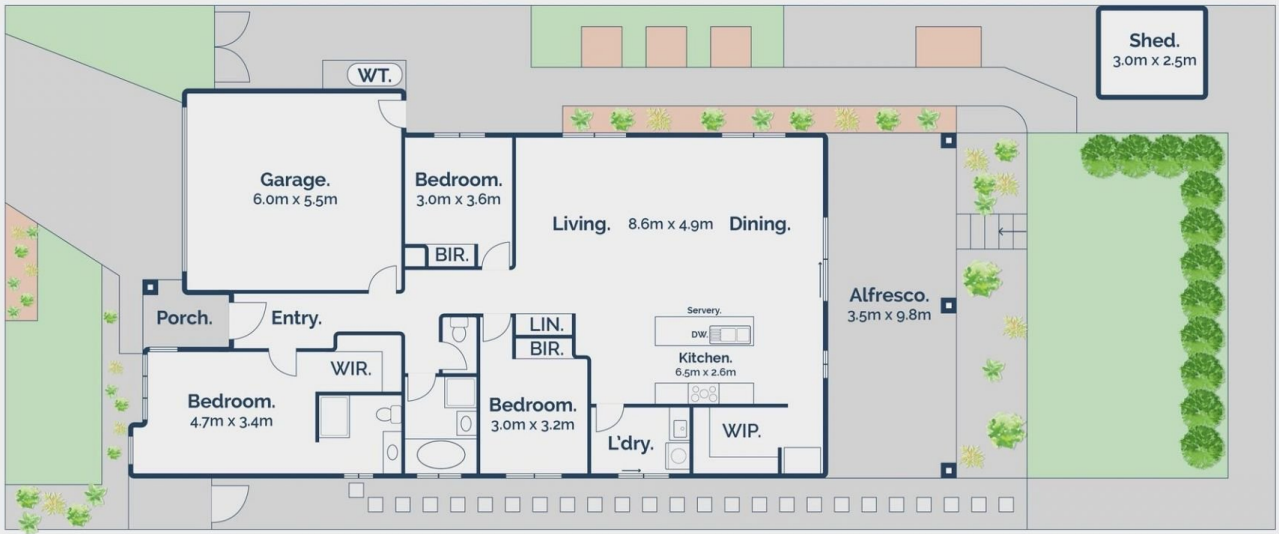 Shed.
3.0m x 2.5m
WT.
Garage.
6.0m x 5.5m
Bedroom.
3.0m x 3.6m
BIR.
Living. 8.6m x 4.9m Dining.
Alfresco.
3.5m x 9.8m
Porch.
Entry.
LIN.
BIR.
Servery.
DW.
Kitchen.
6.5m x 2.6m
WIR.
Bedroom.
4.7m x 3.4m
Bedroom.
3.0m x 3.2m
L'dry.
WIP.